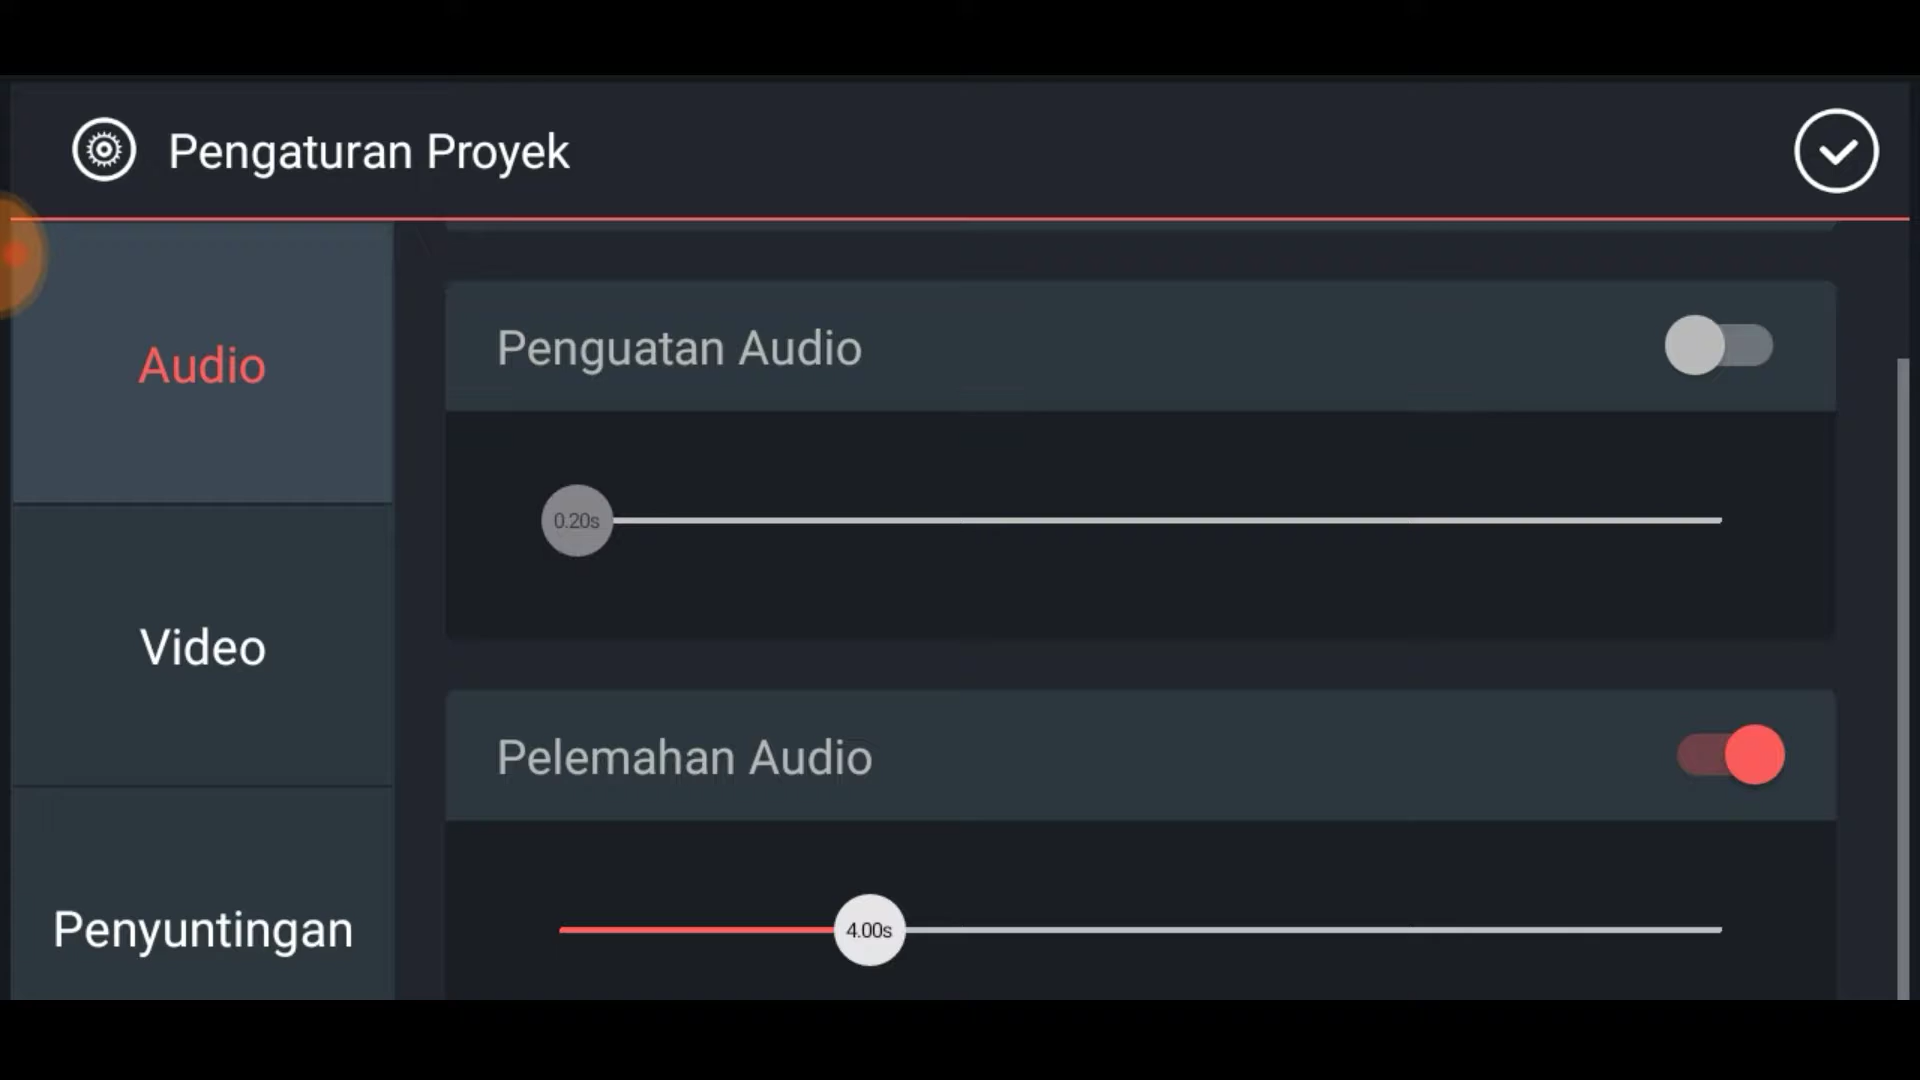 Pengaturan Proyek
Audio
Penguatan Audio
0.20s
Video
Pelemahan Audio
Penyuntingan
4.00s